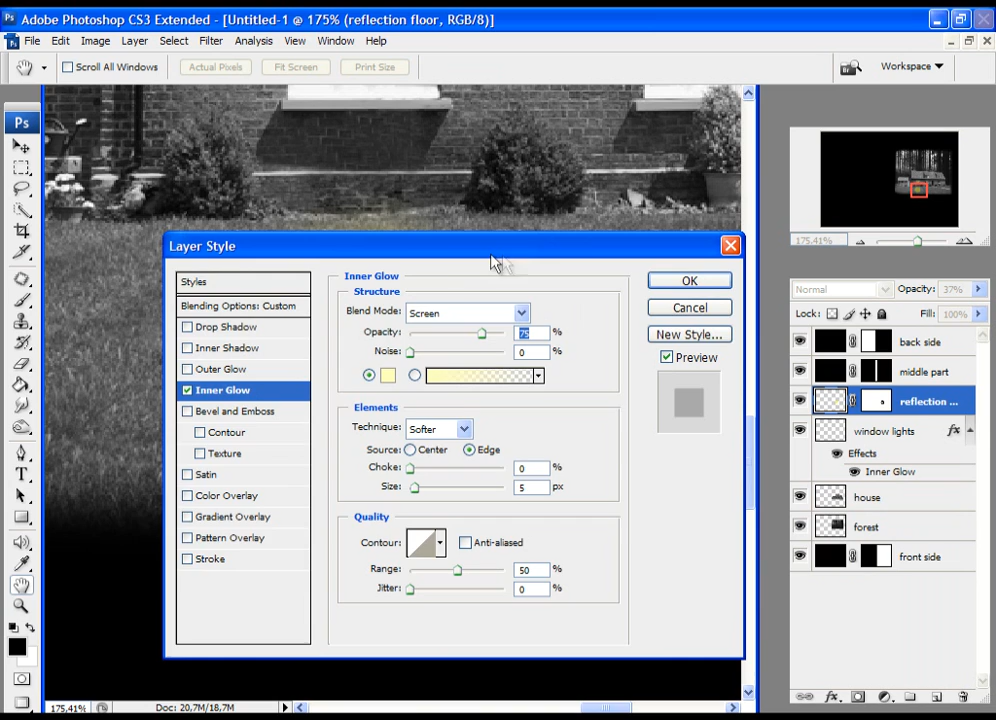 Adobe Photoshop CS3 Extended - [Untitled-1 @ 175% (reflection floor, RGB/8)]
File Edit Image Layer Select Filter Analysis View Window Help
Scroll All Windows Actual Pixels Fit Screen Print Size Workspace
Ps
Layer Style
Styles
Blending Options: Custom
Drop Shadow
Inner Shadow
Outer Glow
Inner Glow
Bevel and Emboss
Contour
Texture
Satin
Color Overlay
Gradient Overlay
Pattern Overlay
Stroke
Inner Glow
Structure
Blend Mode: Screen
Opacity: 75 %
Noise: 0 %
Elements
Technique: Softer
Source: Center Edge
Choke: 0 %
Size: 5 px
Quality
Contour: Anti-aliased
Range: 50 %
Jitter: 0 %
OK
Cancel
New Style...
Preview
175.41%
Normal Opacity: 37%
Lock: Fill: 100%
back side
middle part
reflection ...
window lights fx
Effects
Inner Glow
house
forest
front side
175,41% Doc: 20,7M/18,7M